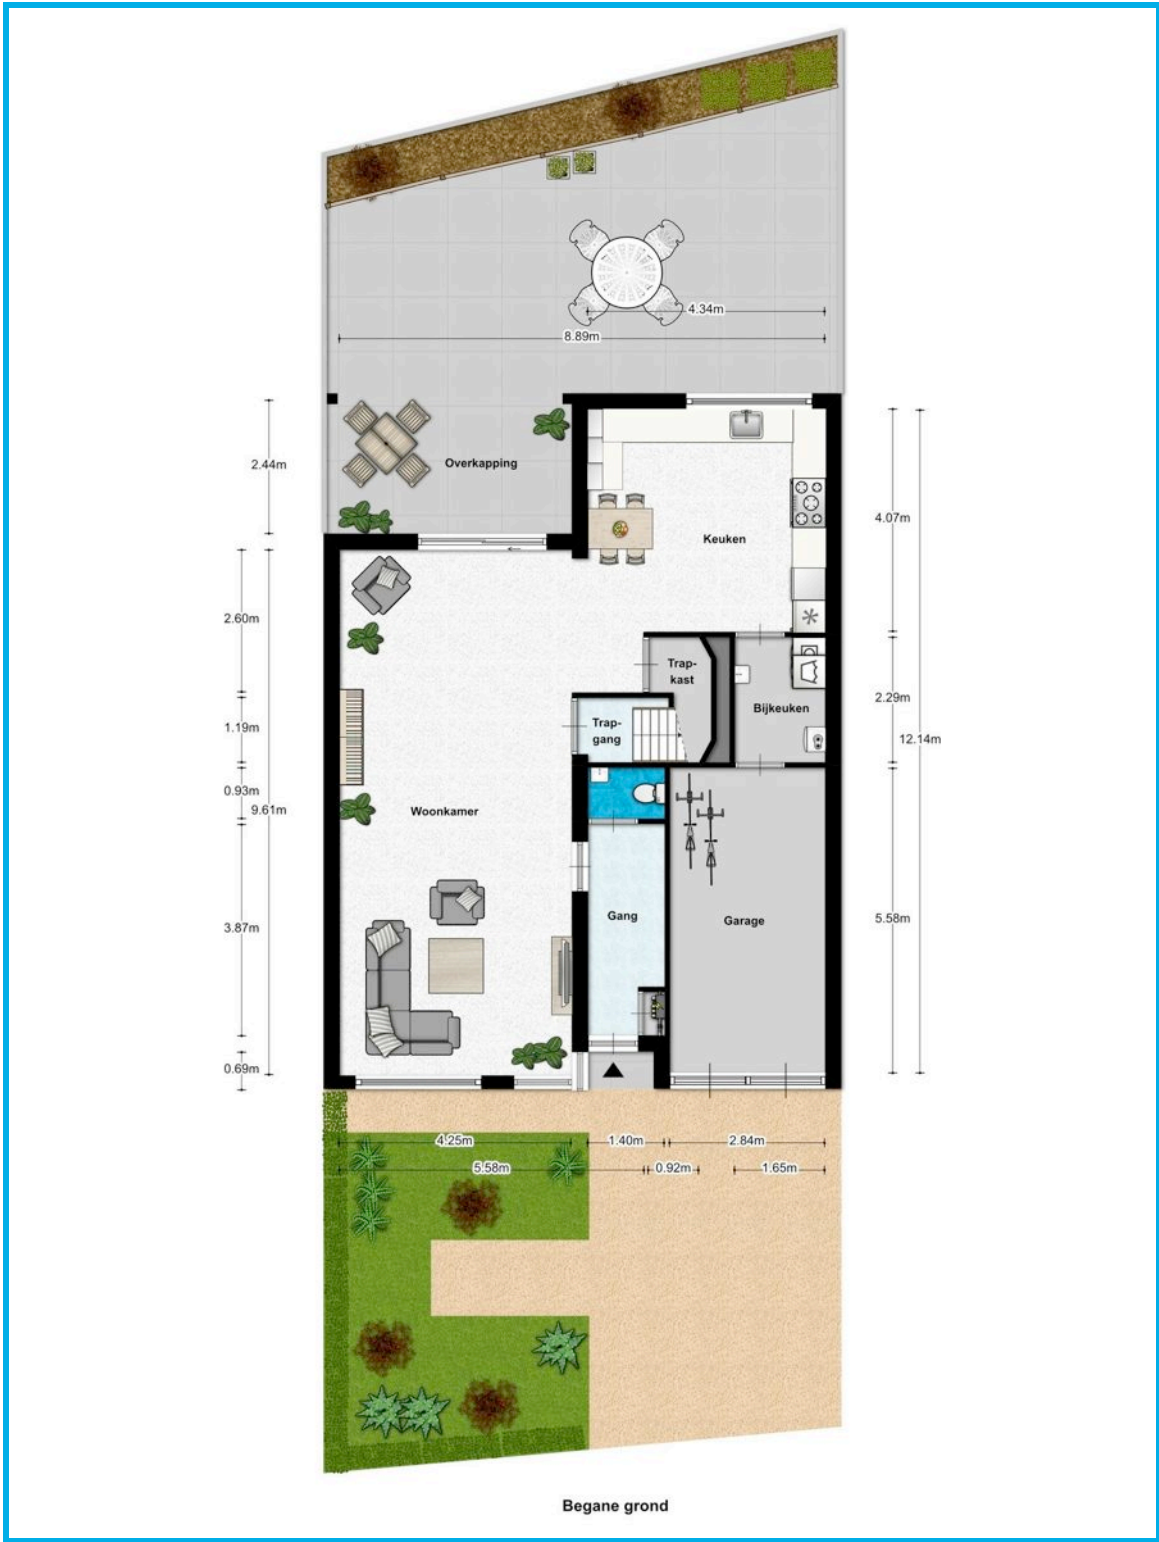 4.34m
8.89m
2.44m
Overkapping
4.07m
Keuken
2.60m
Trap-
kast
2.29m
Bijkeuken
1.19m
Trap-
gang
12.14m
0.93m
9.61m
Woonkamer
Gang
Garage
5.58m
3.87m
0.69m
4.25m
1.40m
2.84m
5.58m
0.92m
1.65m
Begane grond